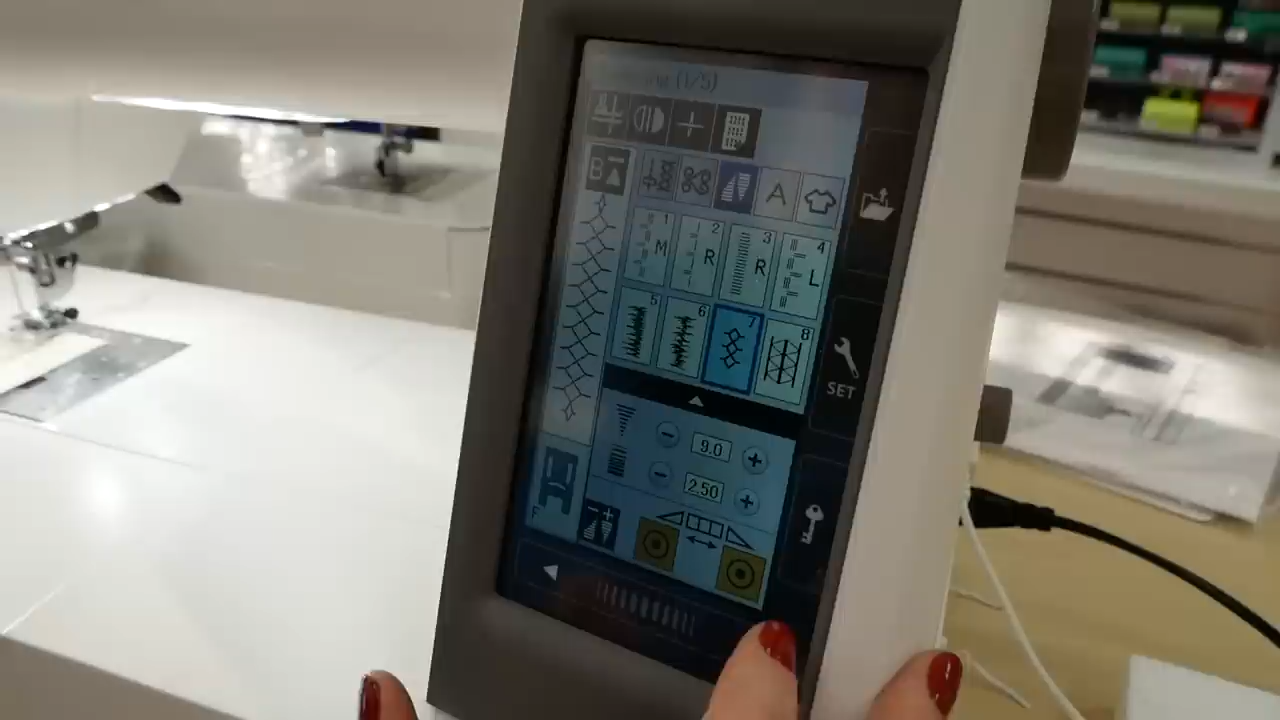 (1/5)
B
A
1 2 3 4
M R R L
5 6 7 8
SET
- 9.0 +
- 2.50 +
F
- +